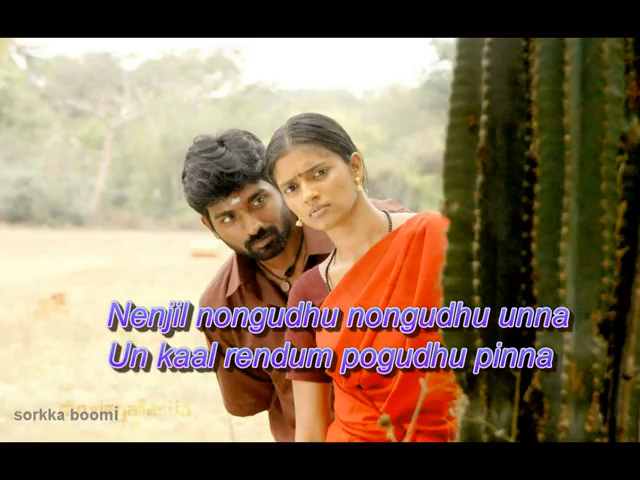 Nenjil nongudhu nongudhu unna
Un kaal rendum pogudhu pinna
sorkka boomi